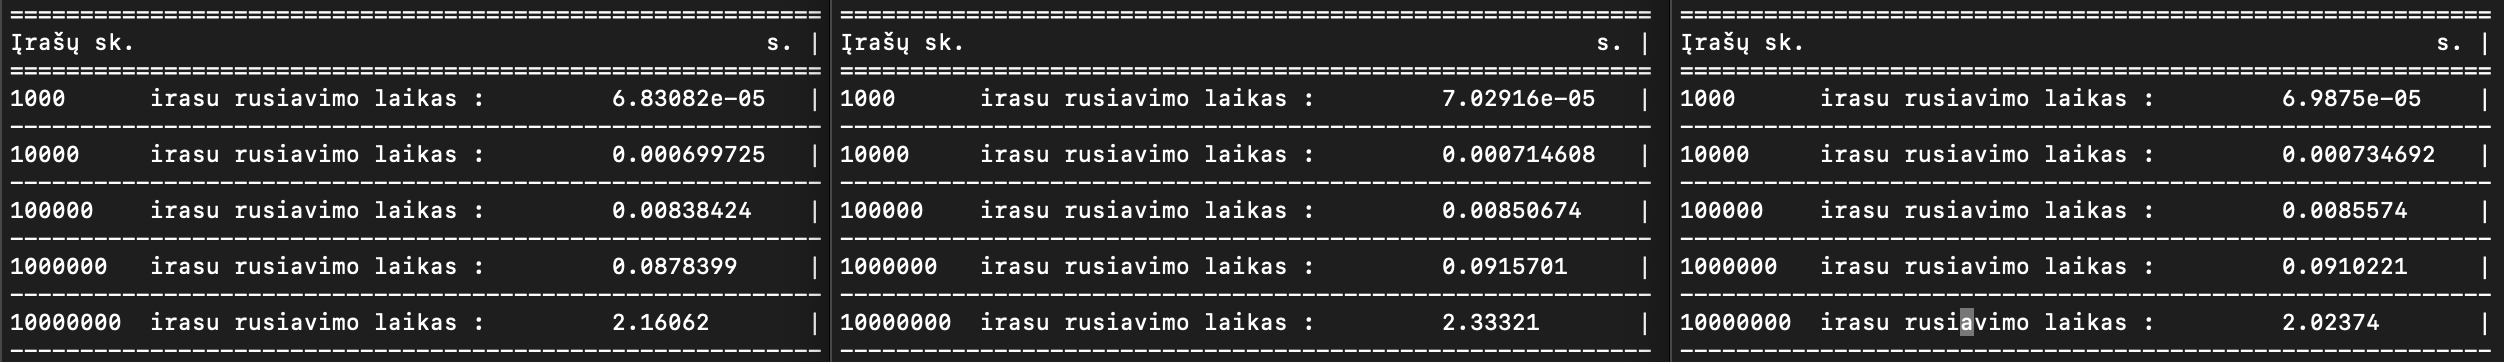 Įrašų sk. s. |
1000 irasu rusiavimo laikas : 6.83082e-05 |
10000 irasu rusiavimo laikas : 0.000699725 |
100000 irasu rusiavimo laikas : 0.00838424 |
1000000 irasu rusiavimo laikas : 0.0878399 |
10000000 irasu rusiavimo laikas : 2.16062 |
Įrašų sk. s. |
1000 irasu rusiavimo laikas : 7.02916e-05 |
10000 irasu rusiavimo laikas : 0.000714608 |
100000 irasu rusiavimo laikas : 0.00850674 |
1000000 irasu rusiavimo laikas : 0.0915701 |
10000000 irasu rusiavimo laikas : 2.33321 |
Įrašų sk. s. |
1000 irasu rusiavimo laikas : 6.9875e-05 |
10000 irasu rusiavimo laikas : 0.000734692 |
100000 irasu rusiavimo laikas : 0.0085574 |
1000000 irasu rusiavimo laikas : 0.0910221 |
10000000 irasu rusiavimo laikas : 2.02374 |